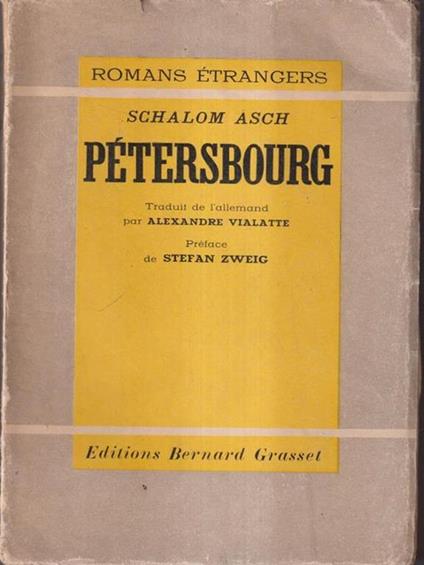 ROMANS ÉTRANGERS
SCHALOM ASCH
PÉTERSBOURG
Traduit de l'allemand
par ALEXANDRE VIALATTE
Préface
de STEFAN ZWEIG
Editions Bernard Grasset